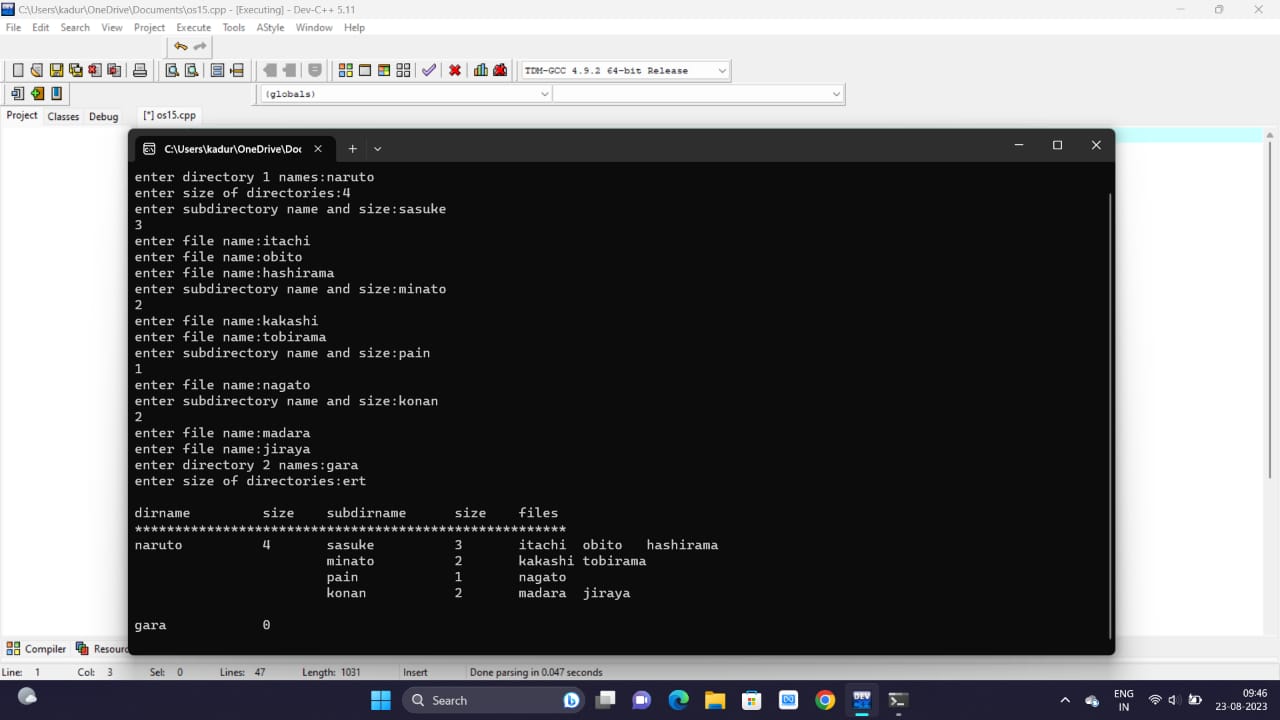 C:\Users\kadur\OneDrive\Documents\os15.cpp - [Executing] - Dev-C++ 5.11
File Edit Search View Project Execute Tools AStyle Window Help
TDM-GCC 4.9.2 64-bit Release
(globals)
Project Classes Debug [*] os15.cpp
C:\Users\kadur\OneDrive\Doc
enter directory 1 names:naruto
enter size of directories:4
enter subdirectory name and size:sasuke
3
enter file name:itachi
enter file name:obito
enter file name:hashirama
enter subdirectory name and size:minato
2
enter file name:kakashi
enter file name:tobirama
enter subdirectory name and size:pain
1
enter file name:nagato
enter subdirectory name and size:konan
2
enter file name:madara
enter file name:jiraya
enter directory 2 names:gara
enter size of directories:ert
dirname size subdirname size files
******************************************************
naruto 4 sasuke 3 itachi obito hashirama
minato 2 kakashi tobirama
pain 1 nagato
konan 2 madara jiraya
gara 0
Compiler Resourc
Line: 1 Col: 3 Sel: 0 Lines: 47 Length: 1031 Insert Done parsing in 0.047 seconds
Search
DEV
ENG
IN
09:46
23-08-2023